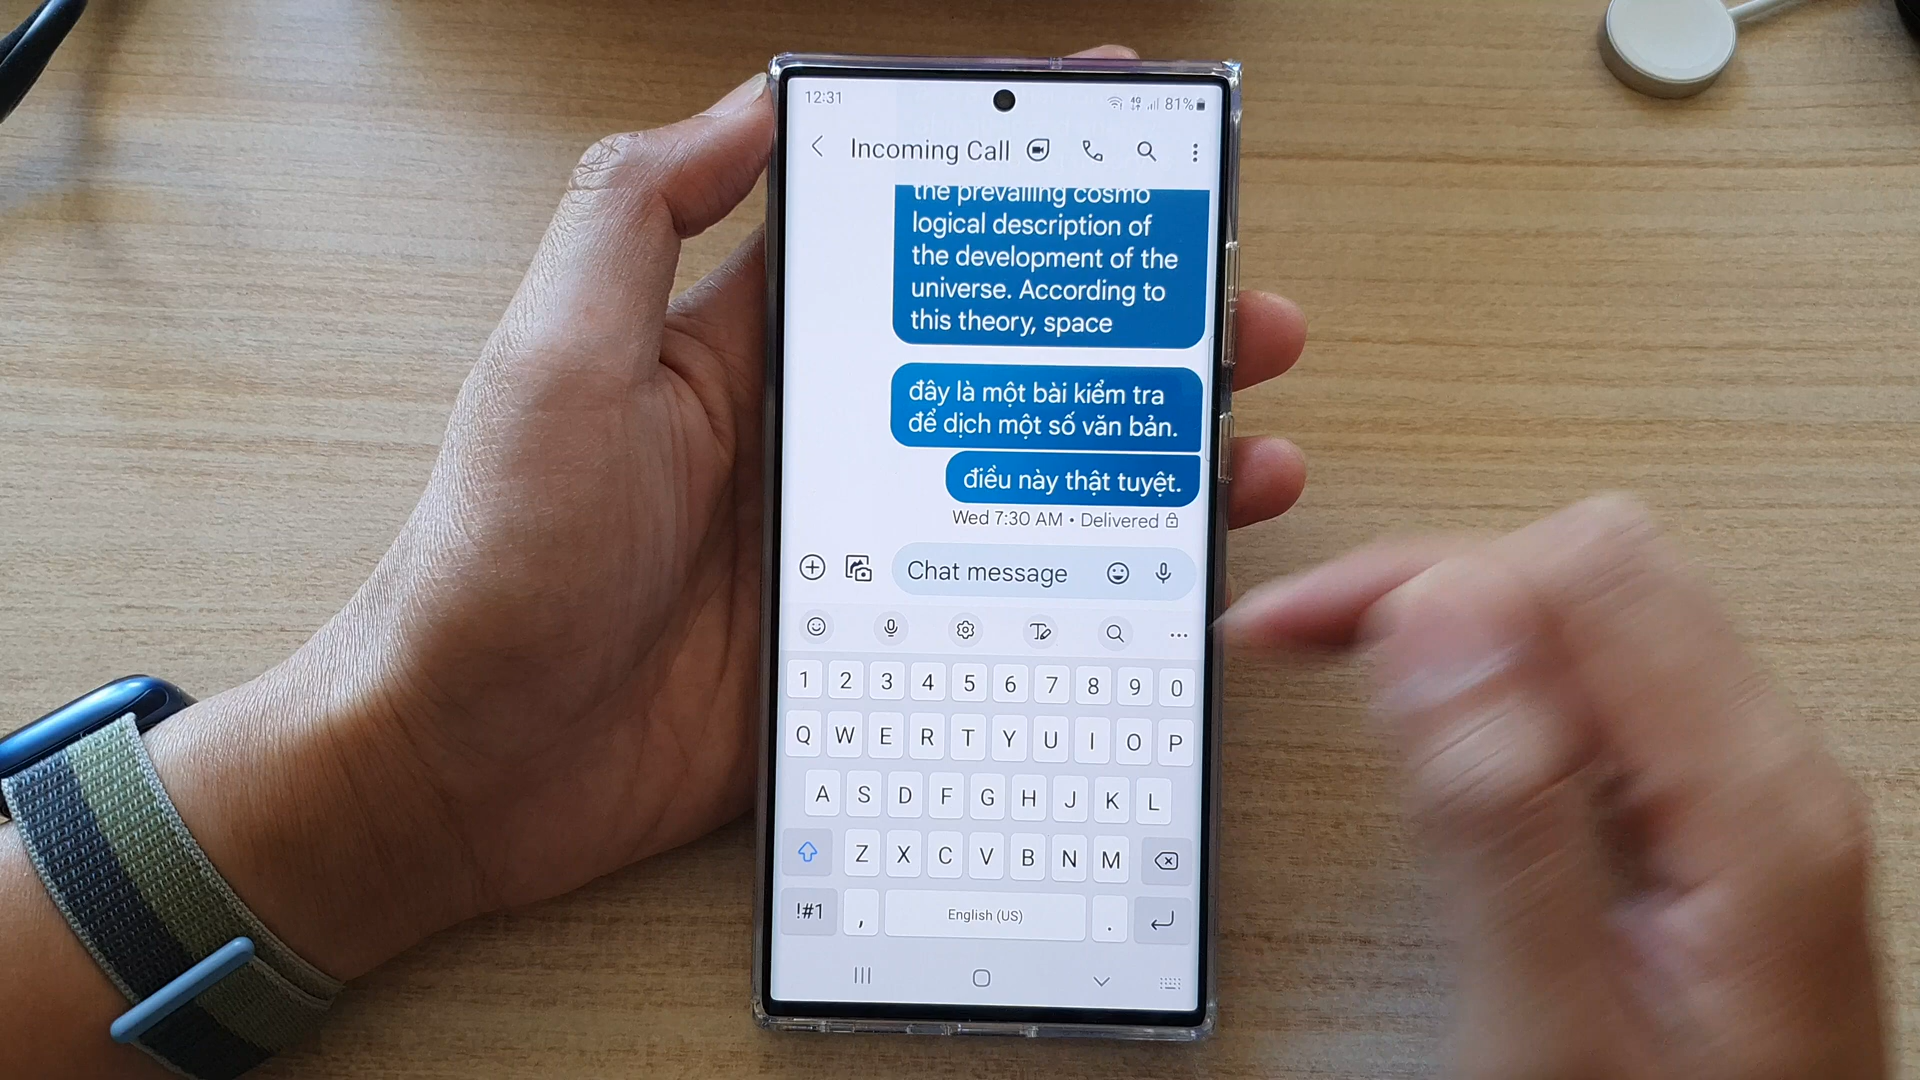 12:31
4G 81%
Incoming Call
the prevailing cosmo
logical description of
the development of the
universe. According to
this theory, space
đây là một bài kiểm tra
để dịch một số văn bản.
điều này thật tuyệt.
Wed 7:30 AM • Delivered
Chat message
1 2 3 4 5 6 7 8 9 0
Q W E R T Y U I O P
A S D F G H J K L
Z X C V B N M
!#1 , English (US) .